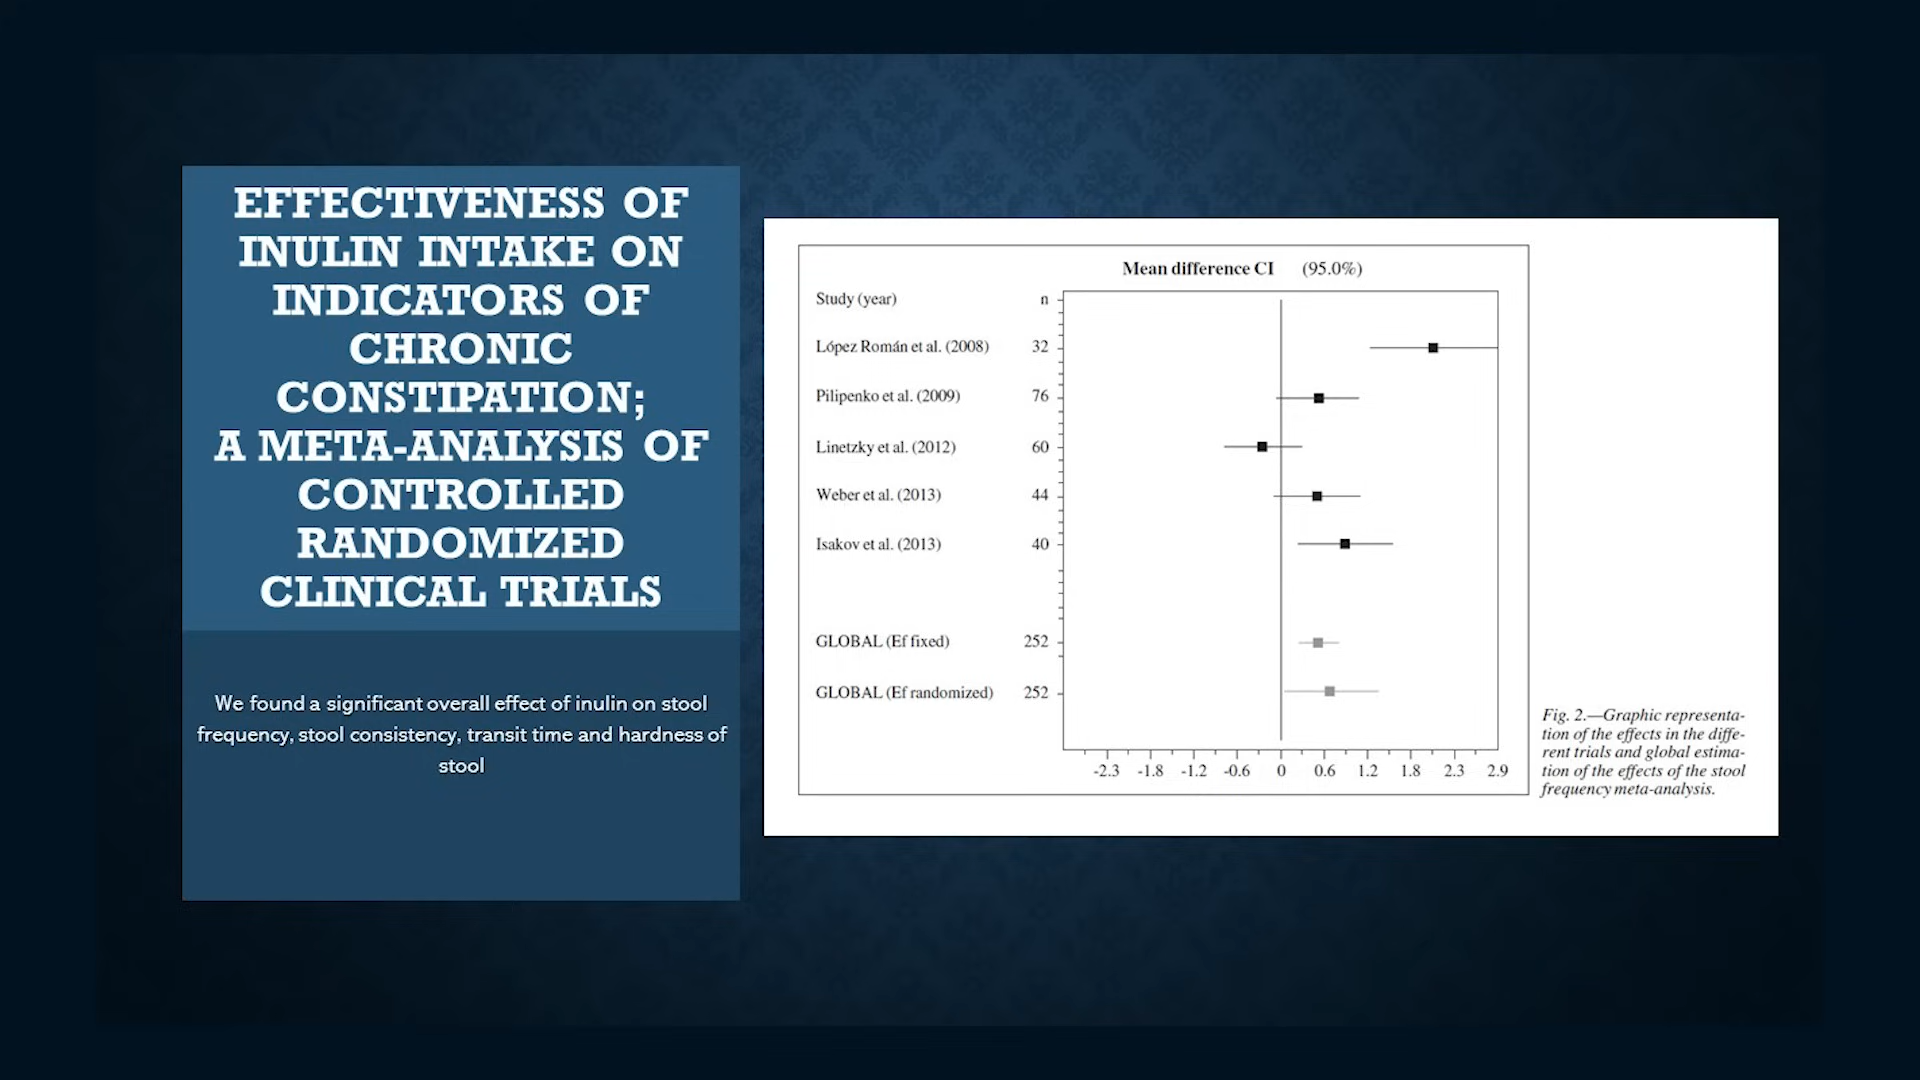 EFFECTIVENESS OF
INULIN INTAKE ON
INDICATORS OF
CHRONIC
CONSTIPATION;
A META-ANALYSIS OF
CONTROLLED
RANDOMIZED
CLINICAL TRIALS
We found a significant overall effect of inulin on stool
frequency, stool consistency, transit time and hardness of
stool
Mean difference CI (95.0%)
Study (year) n
López Román et al. (2008) 32
Pilipenko et al. (2009) 76
Linetzky et al. (2012) 60
Weber et al. (2013) 44
Isakov et al. (2013) 40
GLOBAL (Ef fixed) 252
GLOBAL (Ef randomized) 252
-2.3 -1.8 -1.2 -0.6 0 0.6 1.2 1.8 2.3 2.9
Fig. 2.—Graphic representa-
tion of the effects in the diffe-
rent trials and global estima-
tion of the effects of the stool
frequency meta-analysis.